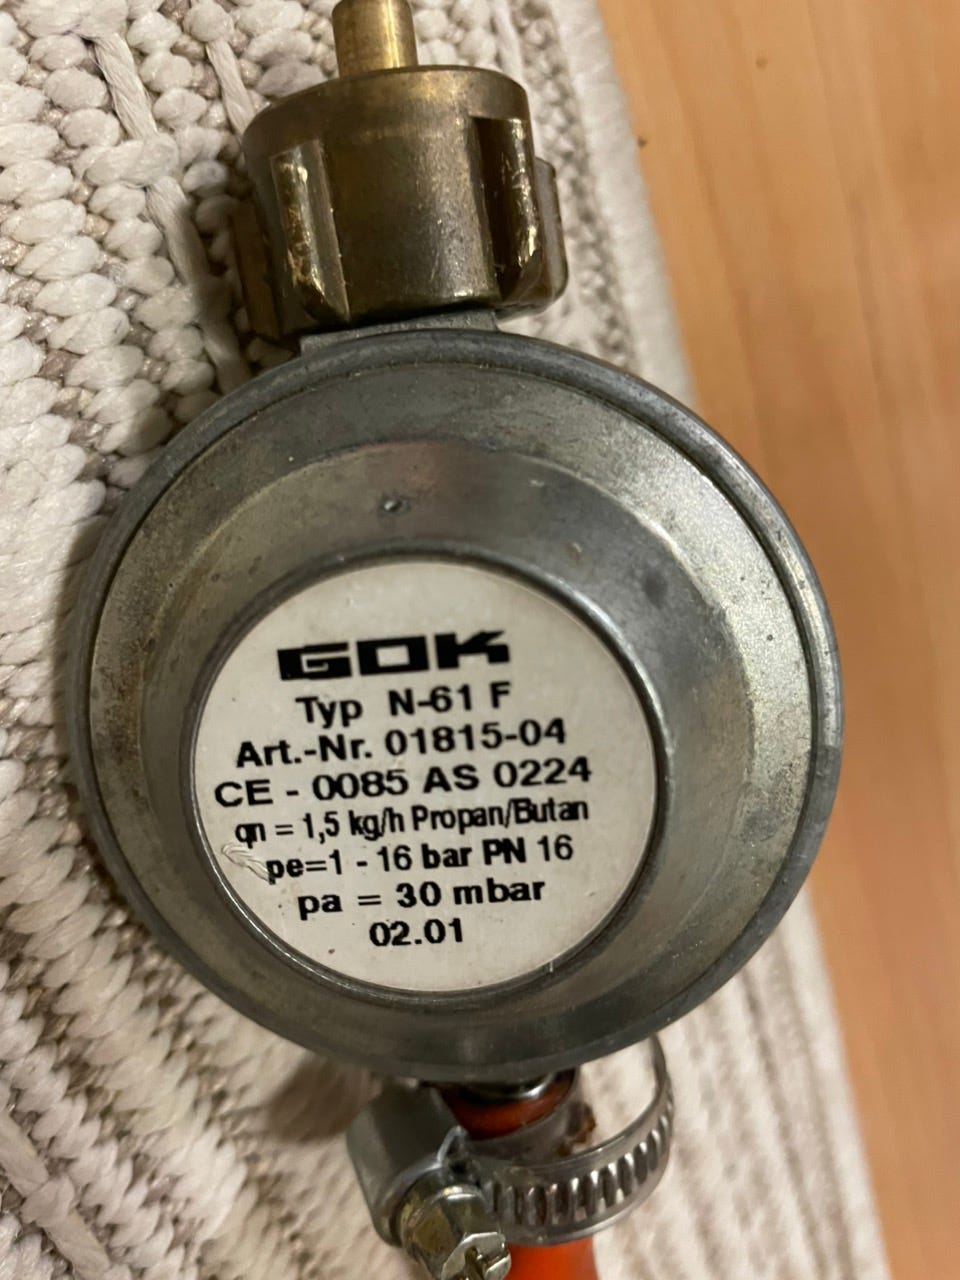 GOK
Typ N-61 F
Art.-Nr. 01815-04
CE - 0085 AS 0224
qn = 1,5 kg/h Propan/Butan
pe=1 - 16 bar PN 16
pa = 30 mbar
02.01